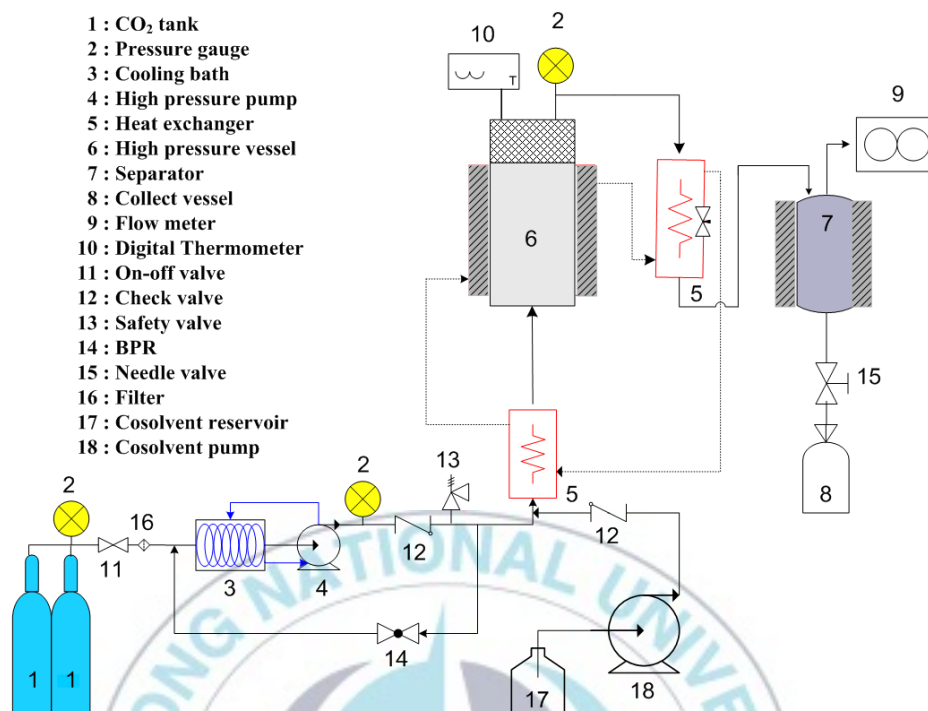 1 : CO₂ tank
2 : Pressure gauge
3 : Cooling bath
4 : High pressure pump
5 : Heat exchanger
6 : High pressure vessel
7 : Separator
8 : Collect vessel
9 : Flow meter
10 : Digital Thermometer
11 : On-off valve
12 : Check valve
13 : Safety valve
14 : BPR
15 : Needle valve
16 : Filter
17 : Cosolvent reservoir
18 : Cosolvent pump
10
2
T
9
6
7
5
15
8
2
13
5
2
16
11
3
4
12
12
14
1
1
17
18
ONG NATIONAL UNIVE